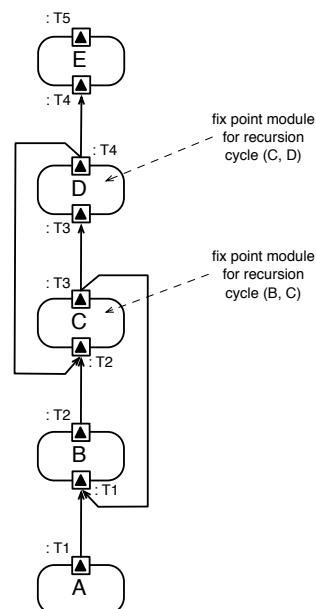 : T5
E
: T4
fix point module
for recursion
cycle (C, D)
: T4
D
: T3
fix point module
for recursion
cycle (B, C)
: T3
C
: T2
: T2
B
: T1
: T1
A